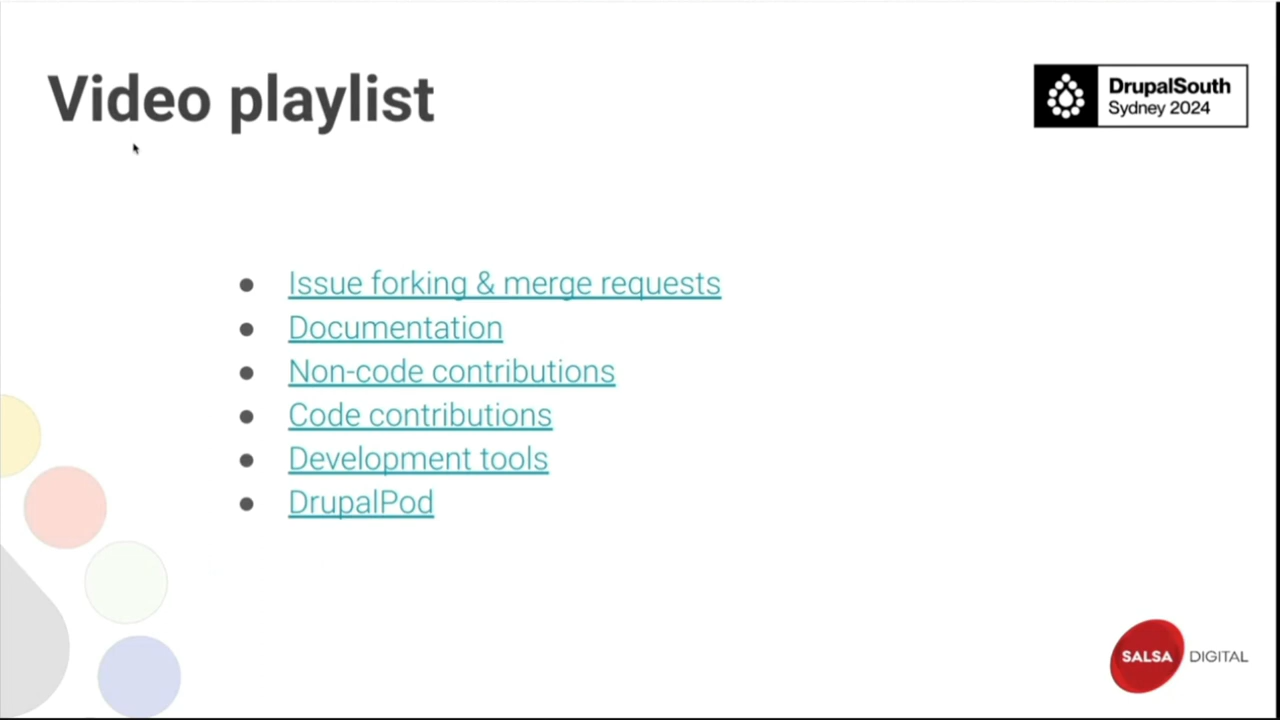 Video playlist
DrupalSouth
Sydney 2024
Issue forking & merge requests
Documentation
Non-code contributions
Code contributions
Development tools
DrupalPod
SALSA DIGITAL